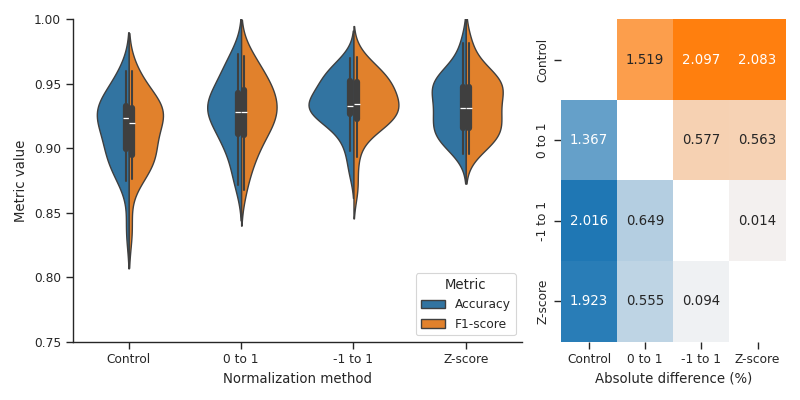 1.00
0.95
0.90
0.85
0.80
0.75
Metric value
Control
0 to 1
-1 to 1
Z-score
Normalization method
Metric
Accuracy
F1-score
Control
0 to 1
-1 to 1
Z-score
1.519
2.097
2.083
1.367
0.577
0.563
2.016
0.649
0.014
1.923
0.555
0.094
Control
0 to 1
-1 to 1
Z-score
Absolute difference (%)